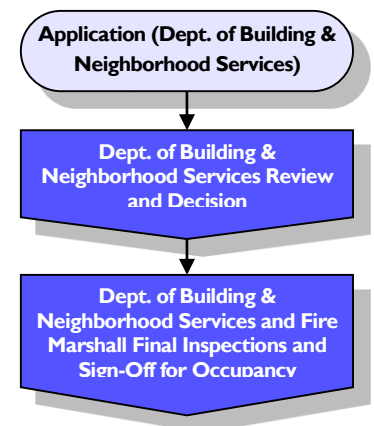 Application (Dept. of Building &
Neighborhood Services)
Dept. of Building &
Neighborhood Services Review
and Decision
Dept. of Building &
Neighborhood Services and Fire
Marshall Final Inspections and
Sign-Off for Occupancy